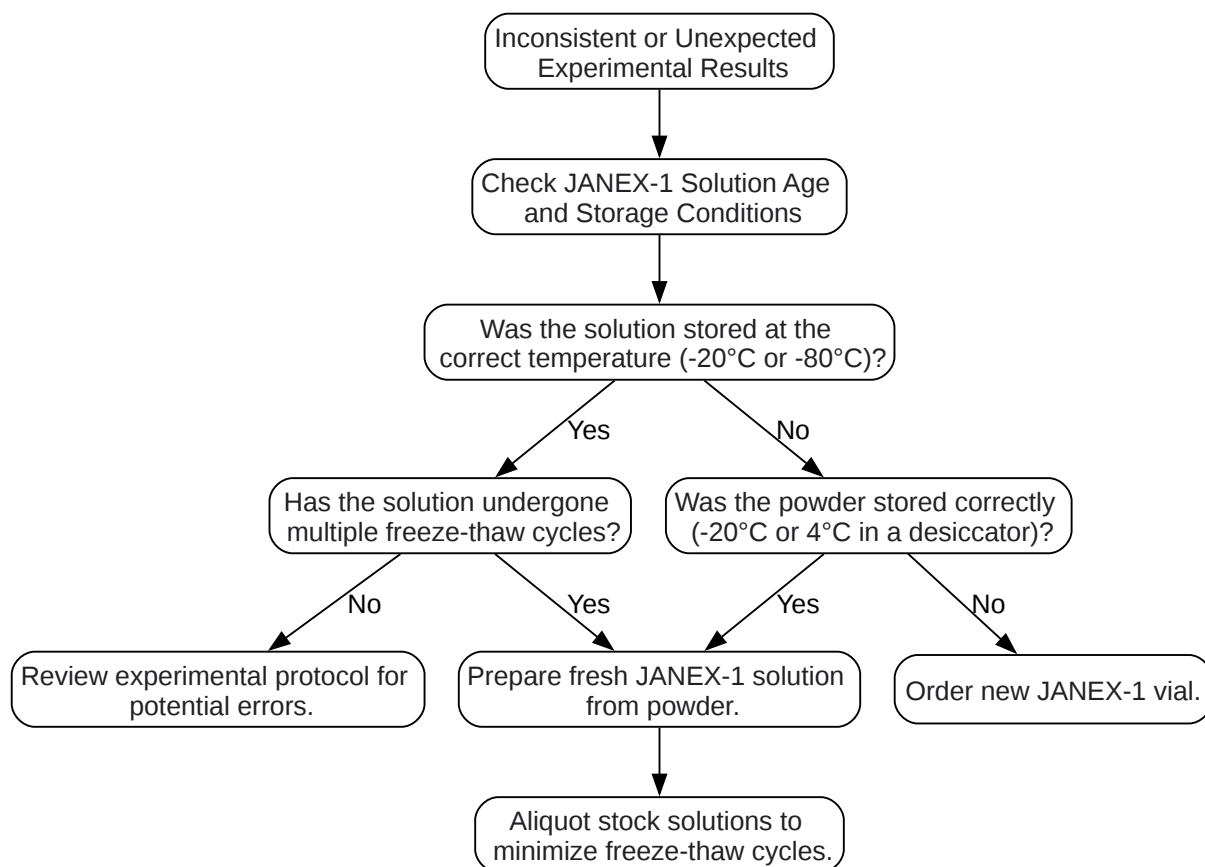 Inconsistent or Unexpected
Experimental Results
Check JANEX-1 Solution Age
and Storage Conditions
Was the solution stored at the
correct temperature (-20°C or -80°C)?
Yes
No
Has the solution undergone
multiple freeze-thaw cycles?
Was the powder stored correctly
(-20°C or 4°C in a desiccator)?
No
Yes
Yes
No
Review experimental protocol for
potential errors.
Prepare fresh JANEX-1 solution
from powder.
Order new JANEX-1 vial.
Aliquot stock solutions to
minimize freeze-thaw cycles.